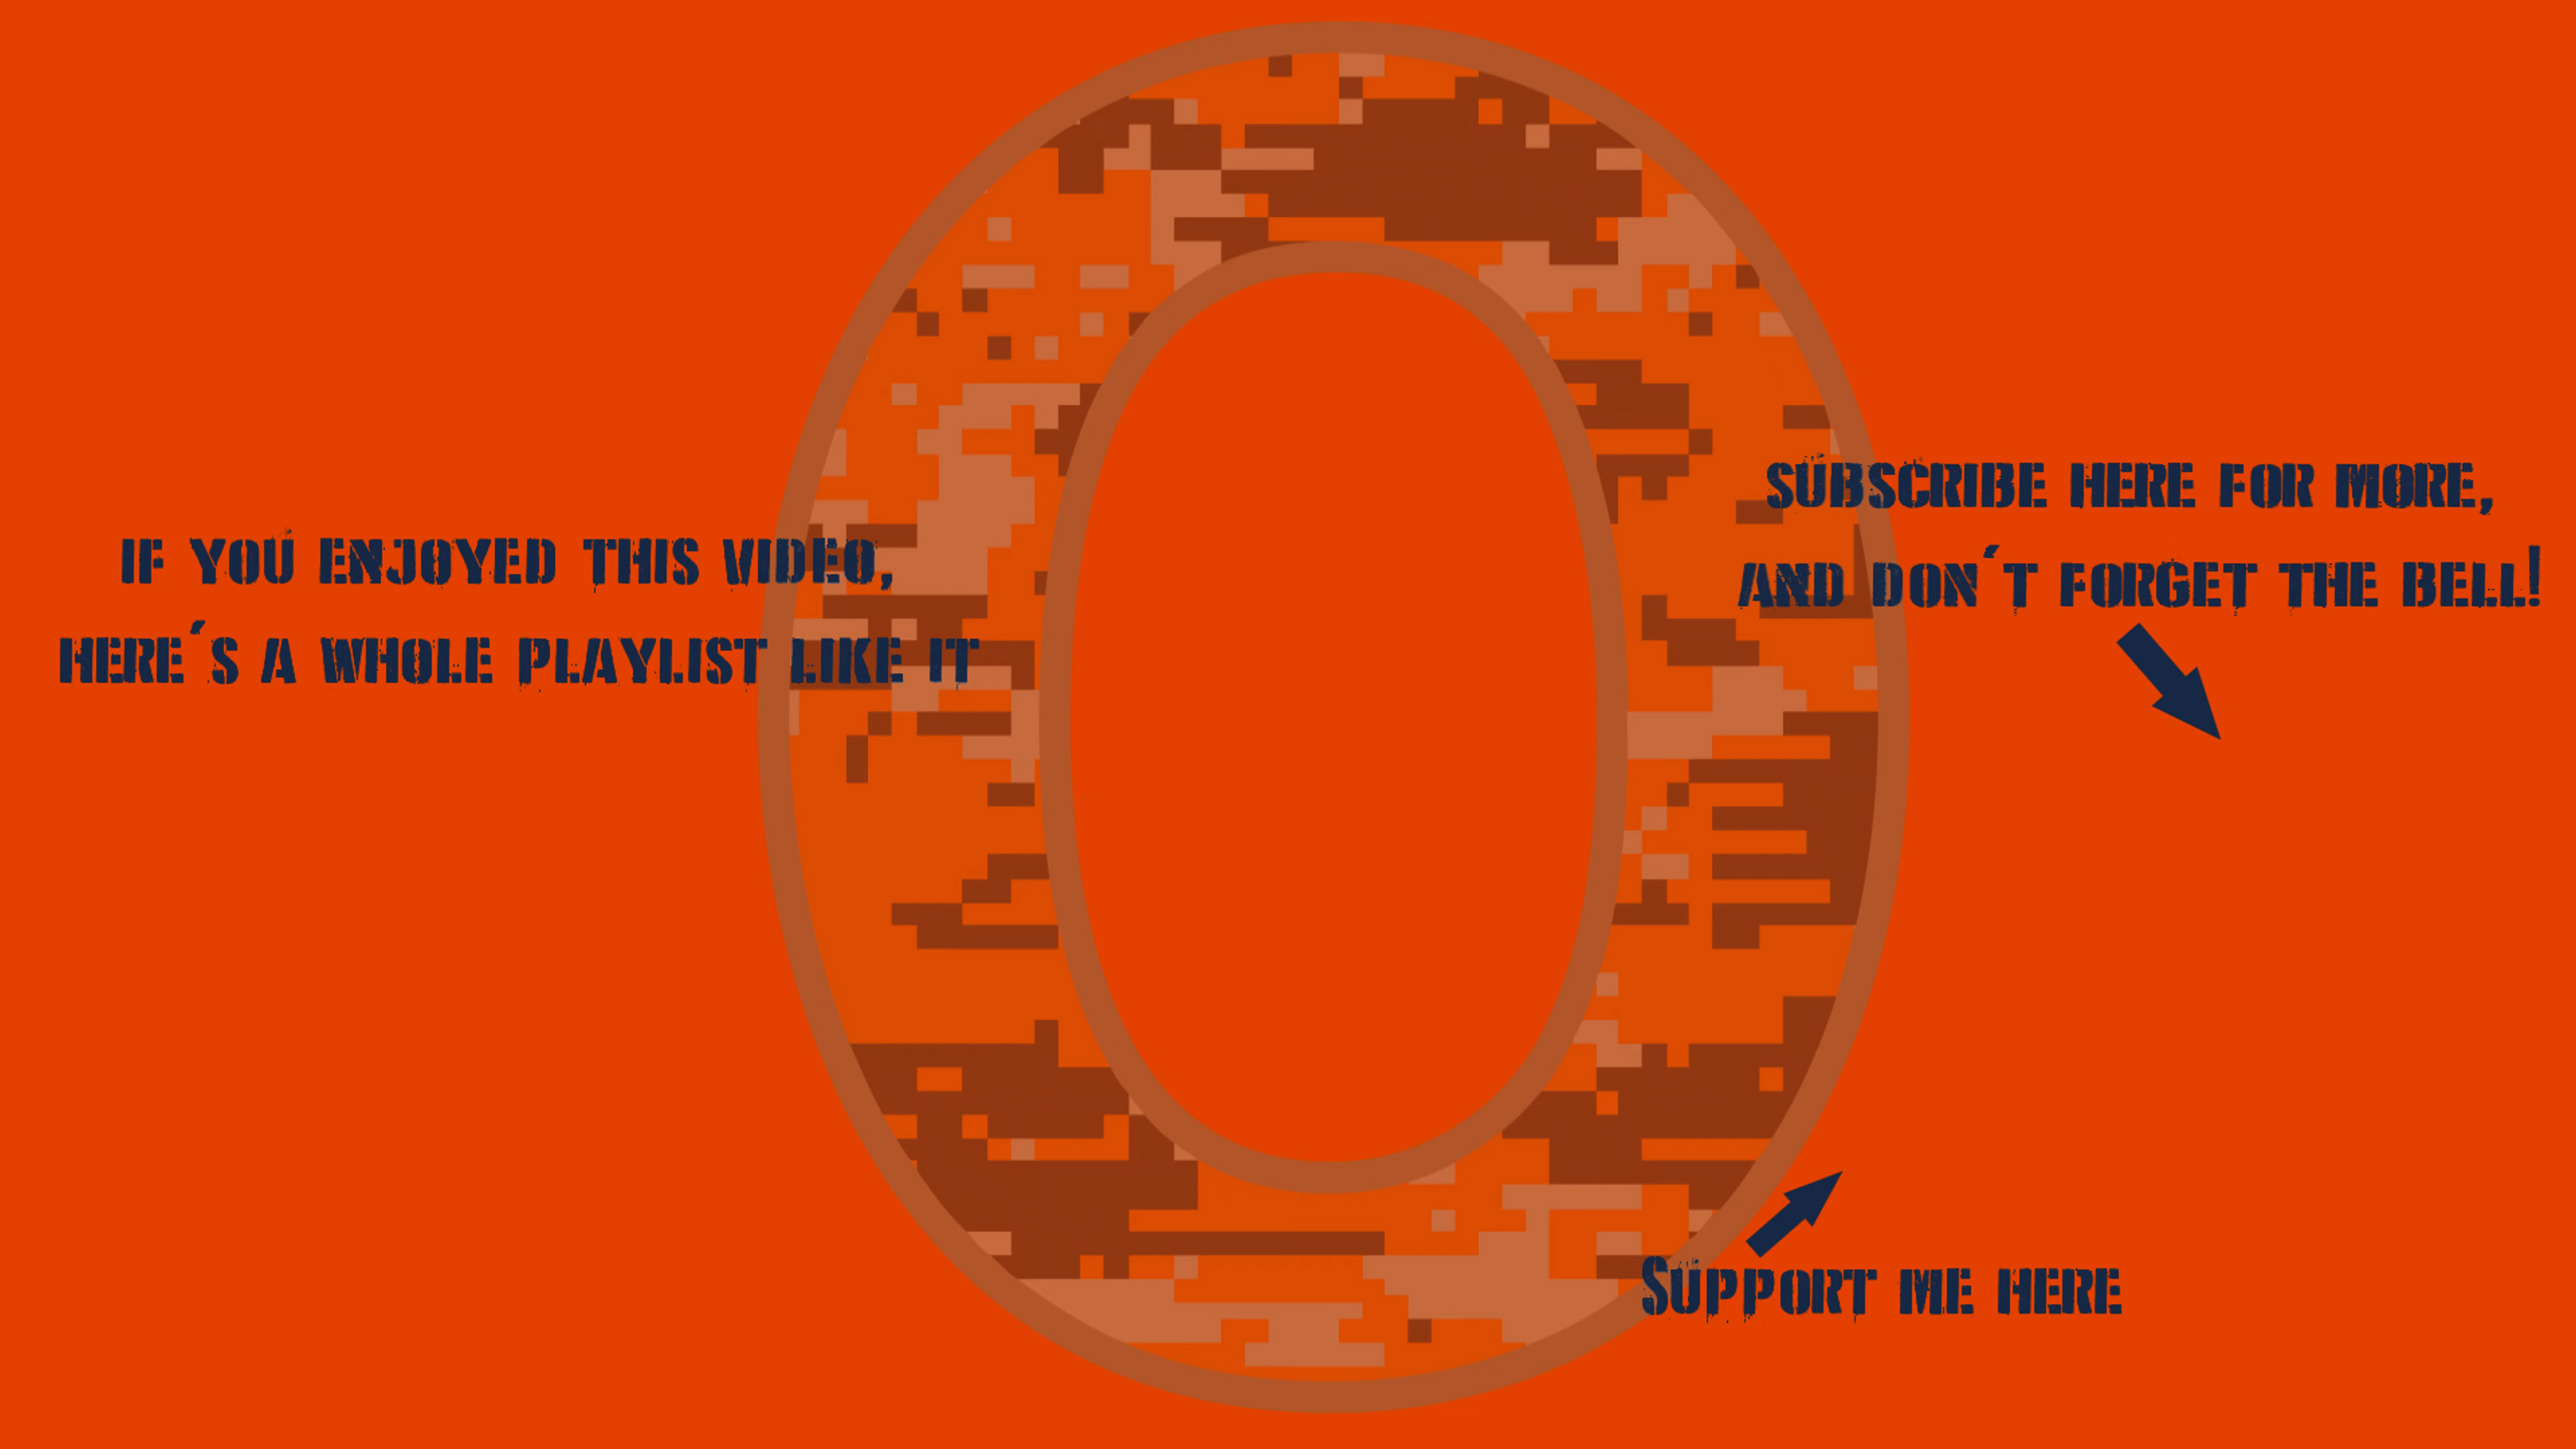 IF YOU ENJOYED THIS VIDEO,
HERE´S A WHOLE PLAYLIST LIKE IT
SUBSCRIBE HERE FOR MORE,
AND DON´T FORGET THE BELL!
SUPPORT ME HERE
O